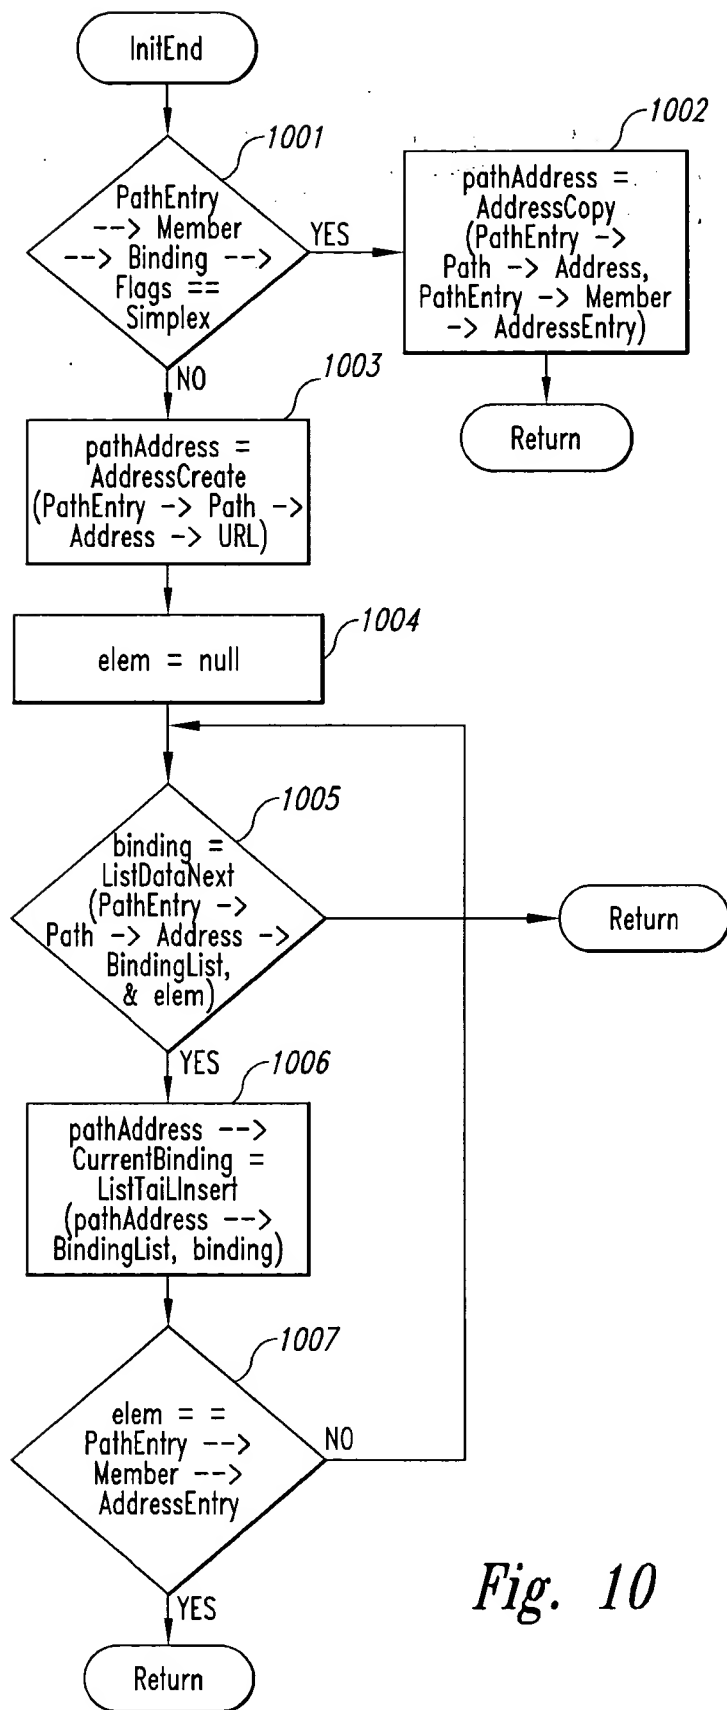 InitEnd
1001
PathEntry
--> Member
--> Binding -->
Flags ==
Simplex
YES
1002
pathAddress =
AddressCopy
(PathEntry ->
Path -> Address,
PathEntry -> Member
-> AddressEntry)
Return
NO
1003
pathAddress =
AddressCreate
(PathEntry -> Path ->
Address -> URL)
1004
elem = null
1005
binding =
ListDataNext
(PathEntry ->
Path -> Address ->
BindingList,
& elem)
Return
YES
1006
pathAddress -->
CurrentBinding =
ListTaiLInsert
(pathAddress -->
BindingList, binding)
1007
elem = =
PathEntry -->
Member -->
AddressEntry
NO
YES
Return
Fig. 10